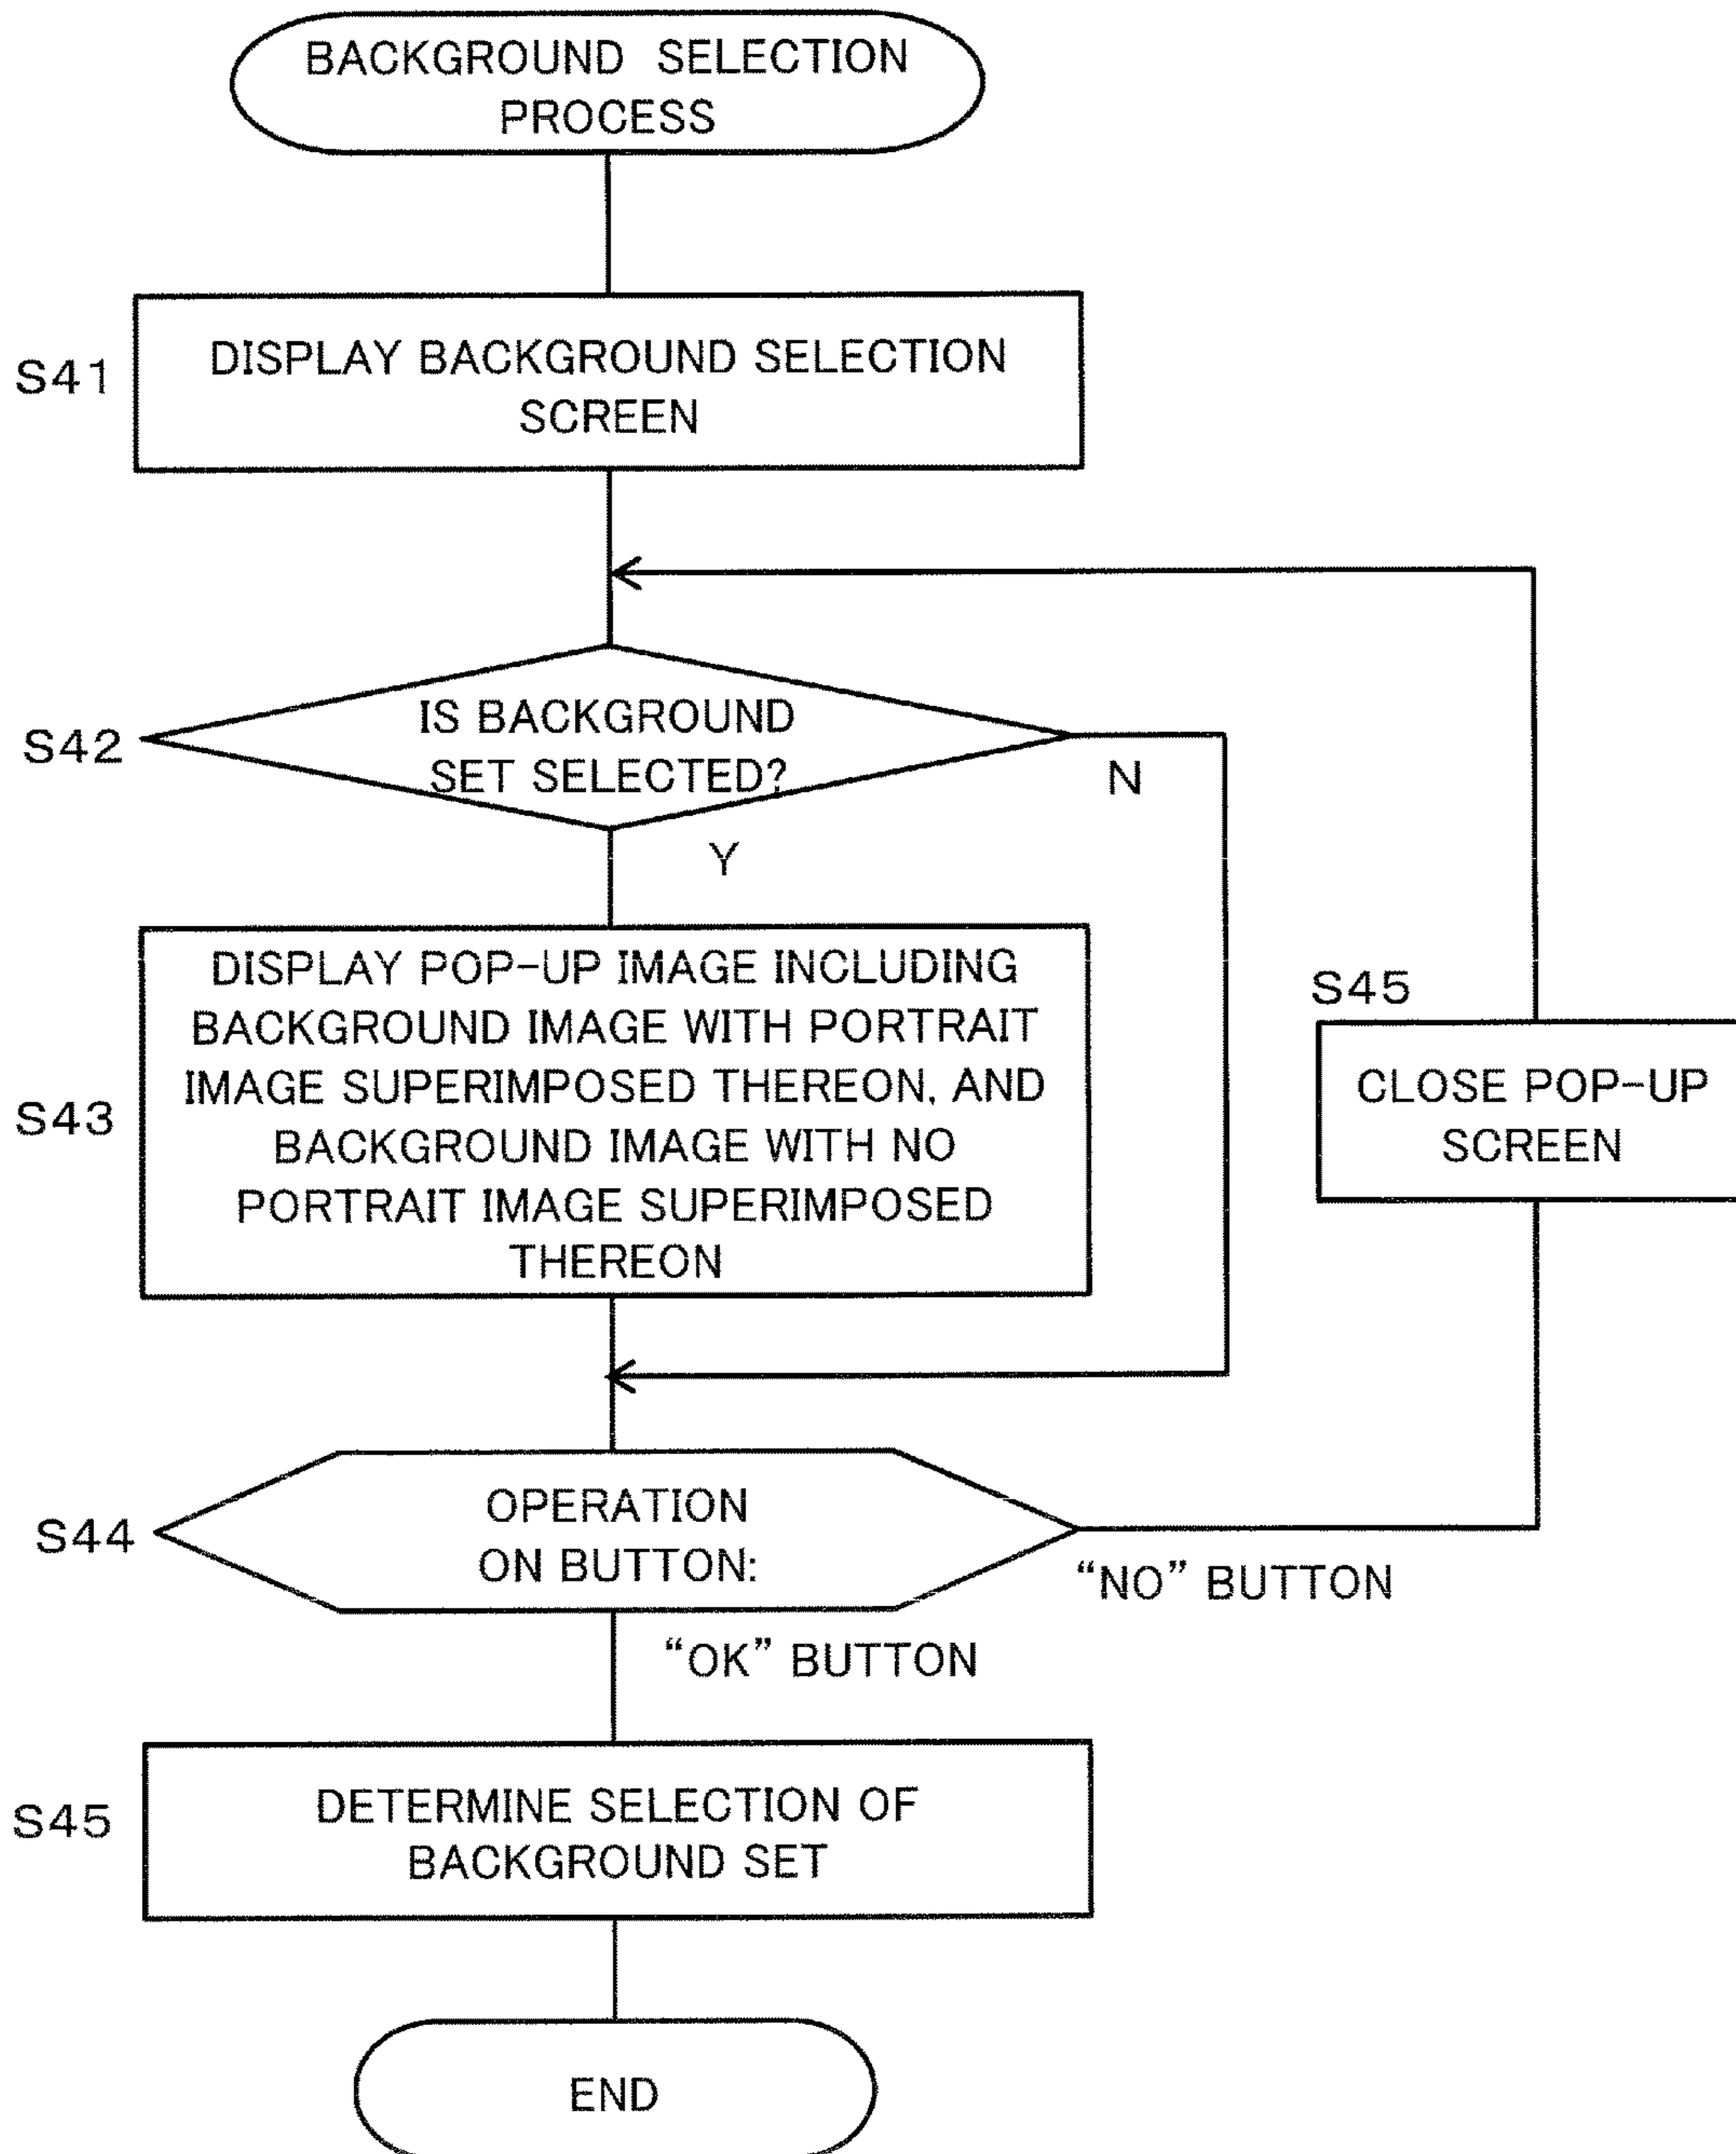 BACKGROUND SELECTION
PROCESS
S41
DISPLAY BACKGROUND SELECTION
SCREEN
S42
IS BACKGROUND
SET SELECTED?
N
Y
S43
DISPLAY POP-UP IMAGE INCLUDING
BACKGROUND IMAGE WITH PORTRAIT
IMAGE SUPERIMPOSED THEREON, AND
BACKGROUND IMAGE WITH NO
PORTRAIT IMAGE SUPERIMPOSED
THEREON
S45
CLOSE POP-UP
SCREEN
S44
OPERATION
ON BUTTON:
“NO” BUTTON
“OK” BUTTON
S45
DETERMINE SELECTION OF
BACKGROUND SET
END